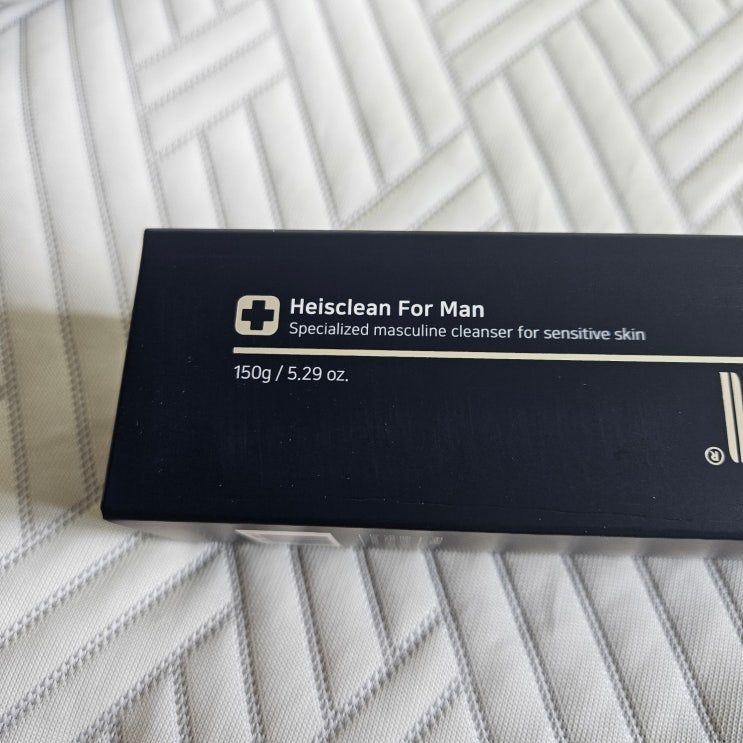 Heisclean For Man
Specialized masculine cleanser for sensitive skin
150g / 5.29 oz.
®